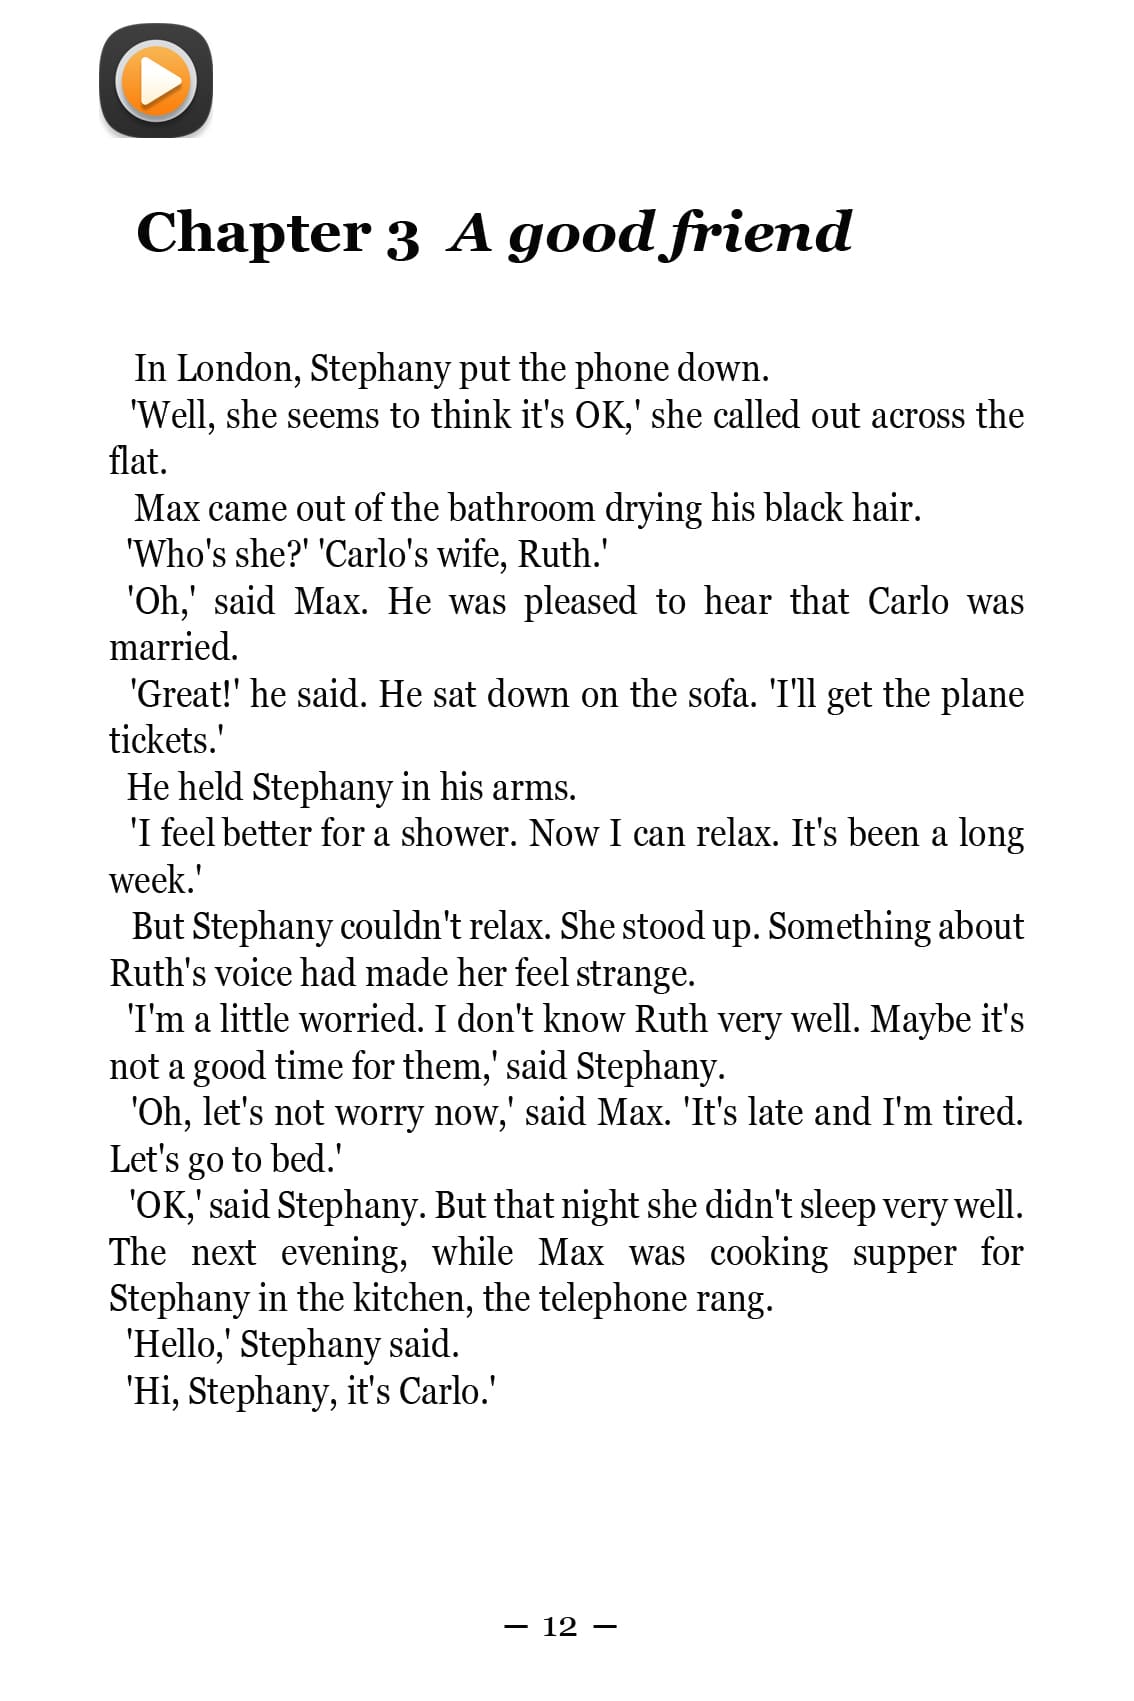 Chapter 3 A good friend
In London, Stephany put the phone down.
'Well, she seems to think it's OK,' she called out across the
flat.
Max came out of the bathroom drying his black hair.
'Who's she?' 'Carlo's wife, Ruth.'
'Oh,' said Max. He was pleased to hear that Carlo was
married.
'Great!' he said. He sat down on the sofa. 'I'll get the plane
tickets.'
He held Stephany in his arms.
'I feel better for a shower. Now I can relax. It's been a long
week.'
But Stephany couldn't relax. She stood up. Something about
Ruth's voice had made her feel strange.
'I'm a little worried. I don't know Ruth very well. Maybe it's
not a good time for them,' said Stephany.
'Oh, let's not worry now,' said Max. 'It's late and I'm tired.
Let's go to bed.'
'OK,' said Stephany. But that night she didn't sleep very well.
The next evening, while Max was cooking supper for
Stephany in the kitchen, the telephone rang.
'Hello,' Stephany said.
'Hi, Stephany, it's Carlo.'
— 12 —